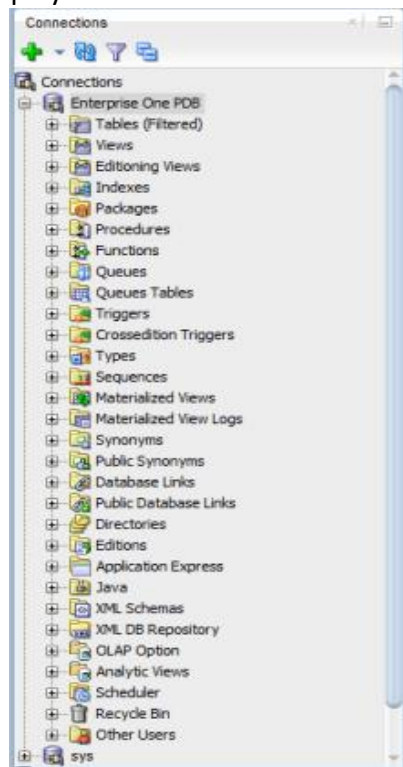 Connections
Connections
Enterprise One PDB
Tables (Filtered)
Views
Editioning Views
Indexes
Packages
Procedures
Functions
Queues
Queues Tables
Triggers
Crossedition Triggers
Types
Sequences
Materialized Views
Materialized View Logs
Synonyms
Public Synonyms
Database Links
Public Database Links
Directories
Editions
Application Express
Java
XML Schemas
XML DB Repository
OLAP Option
Analytic Views
Scheduler
Recycle Bin
Other Users
sys